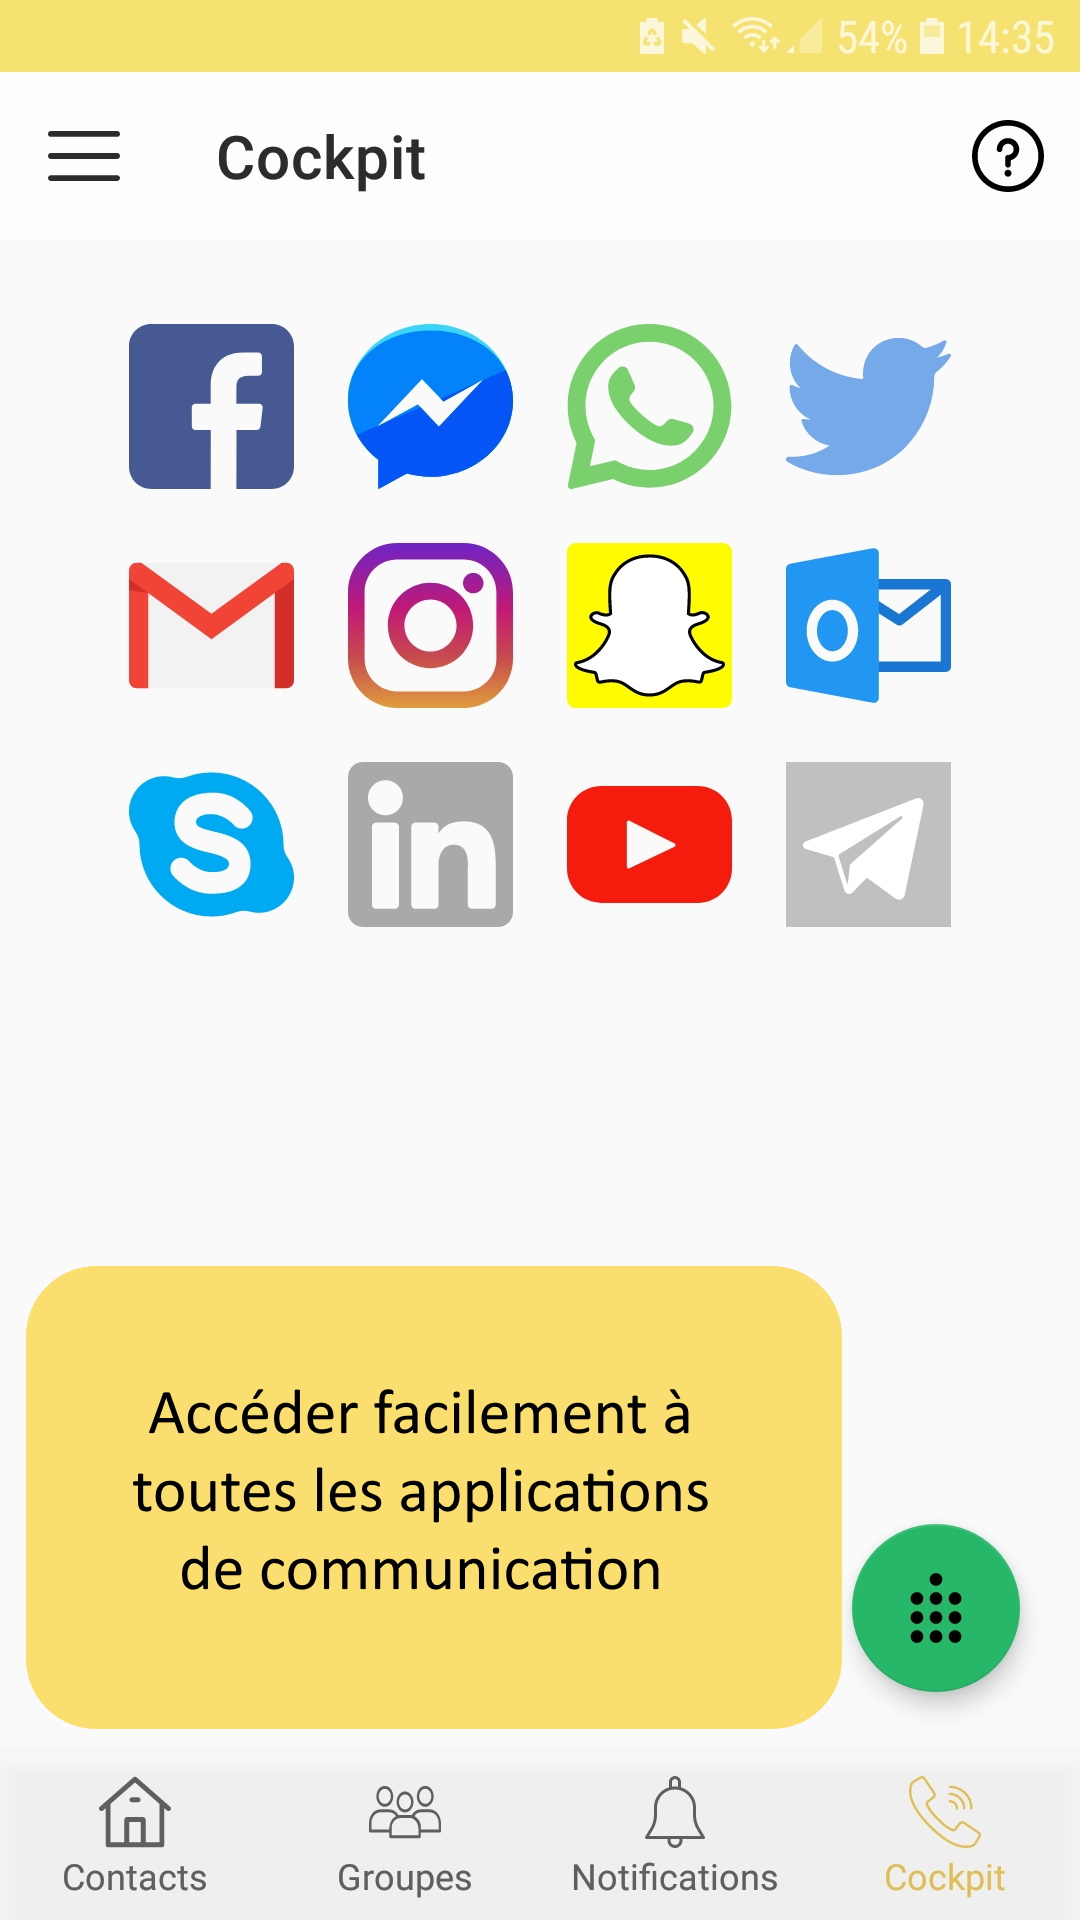 54% 14:35
Cockpit
in
Accéder facilement à
toutes les applications
de communication
Contacts Groupes Notifications Cockpit